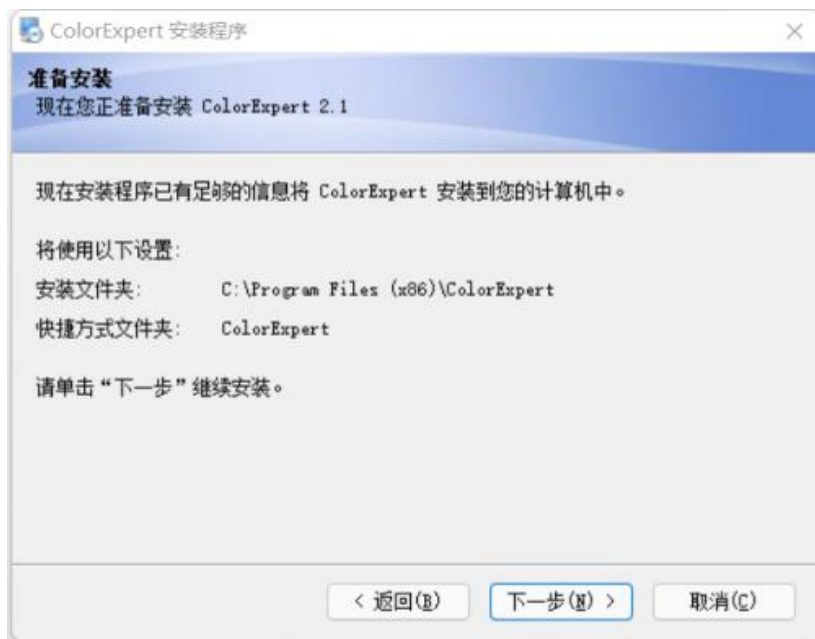 ColorExpert 安装程序
准备安装
现在您正准备安装 ColorExpert 2.1
现在安装程序已有足够的信息将 ColorExpert 安装到您的计算机中。
将使用以下设置:
安装文件夹: C:\Program Files (x86)\ColorExpert
快捷方式文件夹: ColorExpert
请单击“下一步”继续安装。
< 返回(B) 下一步(N) > 取消(C)